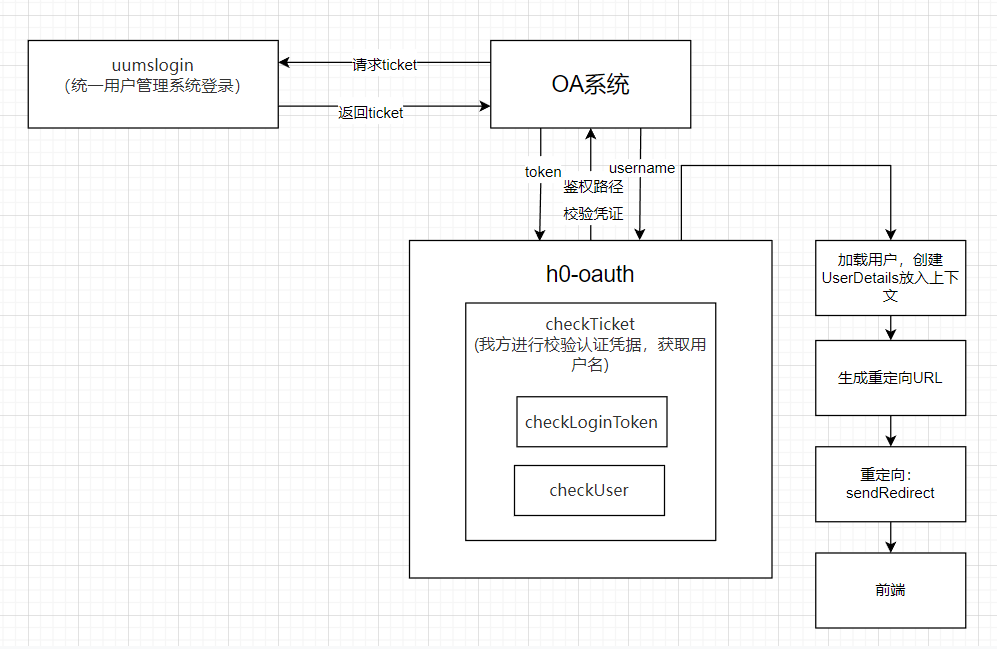 uumslogin
（统一用户管理系统登录）
请求ticket
返回ticket
OA系统
token
鉴权路径
校验凭证
username
h0-oauth
checkTicket
(我方进行校验认证凭据，获取用
户名)
checkLoginToken
checkUser
加载用户，创建
UserDetails放入上下
文
生成重定向URL
重定向：
sendRedirect
前端